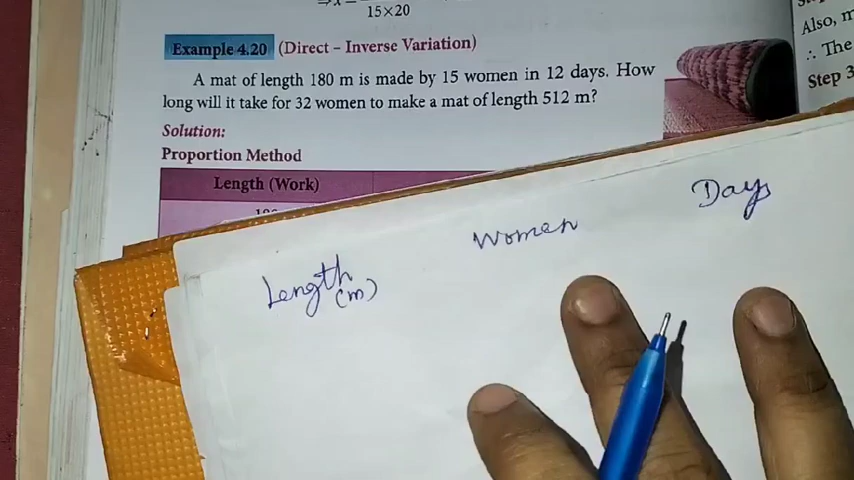 15×20
Example 4.20 (Direct – Inverse Variation)
A mat of length 180 m is made by 15 women in 12 days. How
long will it take for 32 women to make a mat of length 512 m?
Solution:
Proportion Method
Length (Work)
Also, m
∴ The
Step 3
Length (m) Women Days